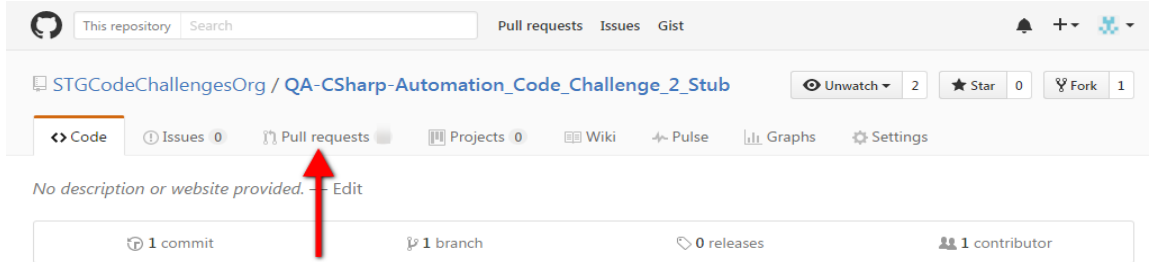 This repository Search Pull requests Issues Gist
STGCodeChallengesOrg / QA-CSharp-Automation_Code_Challenge_2_Stub Unwatch 2 Star 0 Fork 1
Code Issues 0 Pull requests Projects 0 Wiki Pulse Graphs Settings
No description or website provided. — Edit
1 commit 1 branch 0 releases 1 contributor